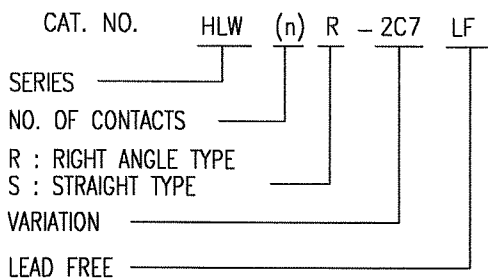 CAT. NO. HLW (n) R - 2C7 LF
SERIES
NO. OF CONTACTS
R : RIGHT ANGLE TYPE
S : STRAIGHT TYPE
VARIATION
LEAD FREE